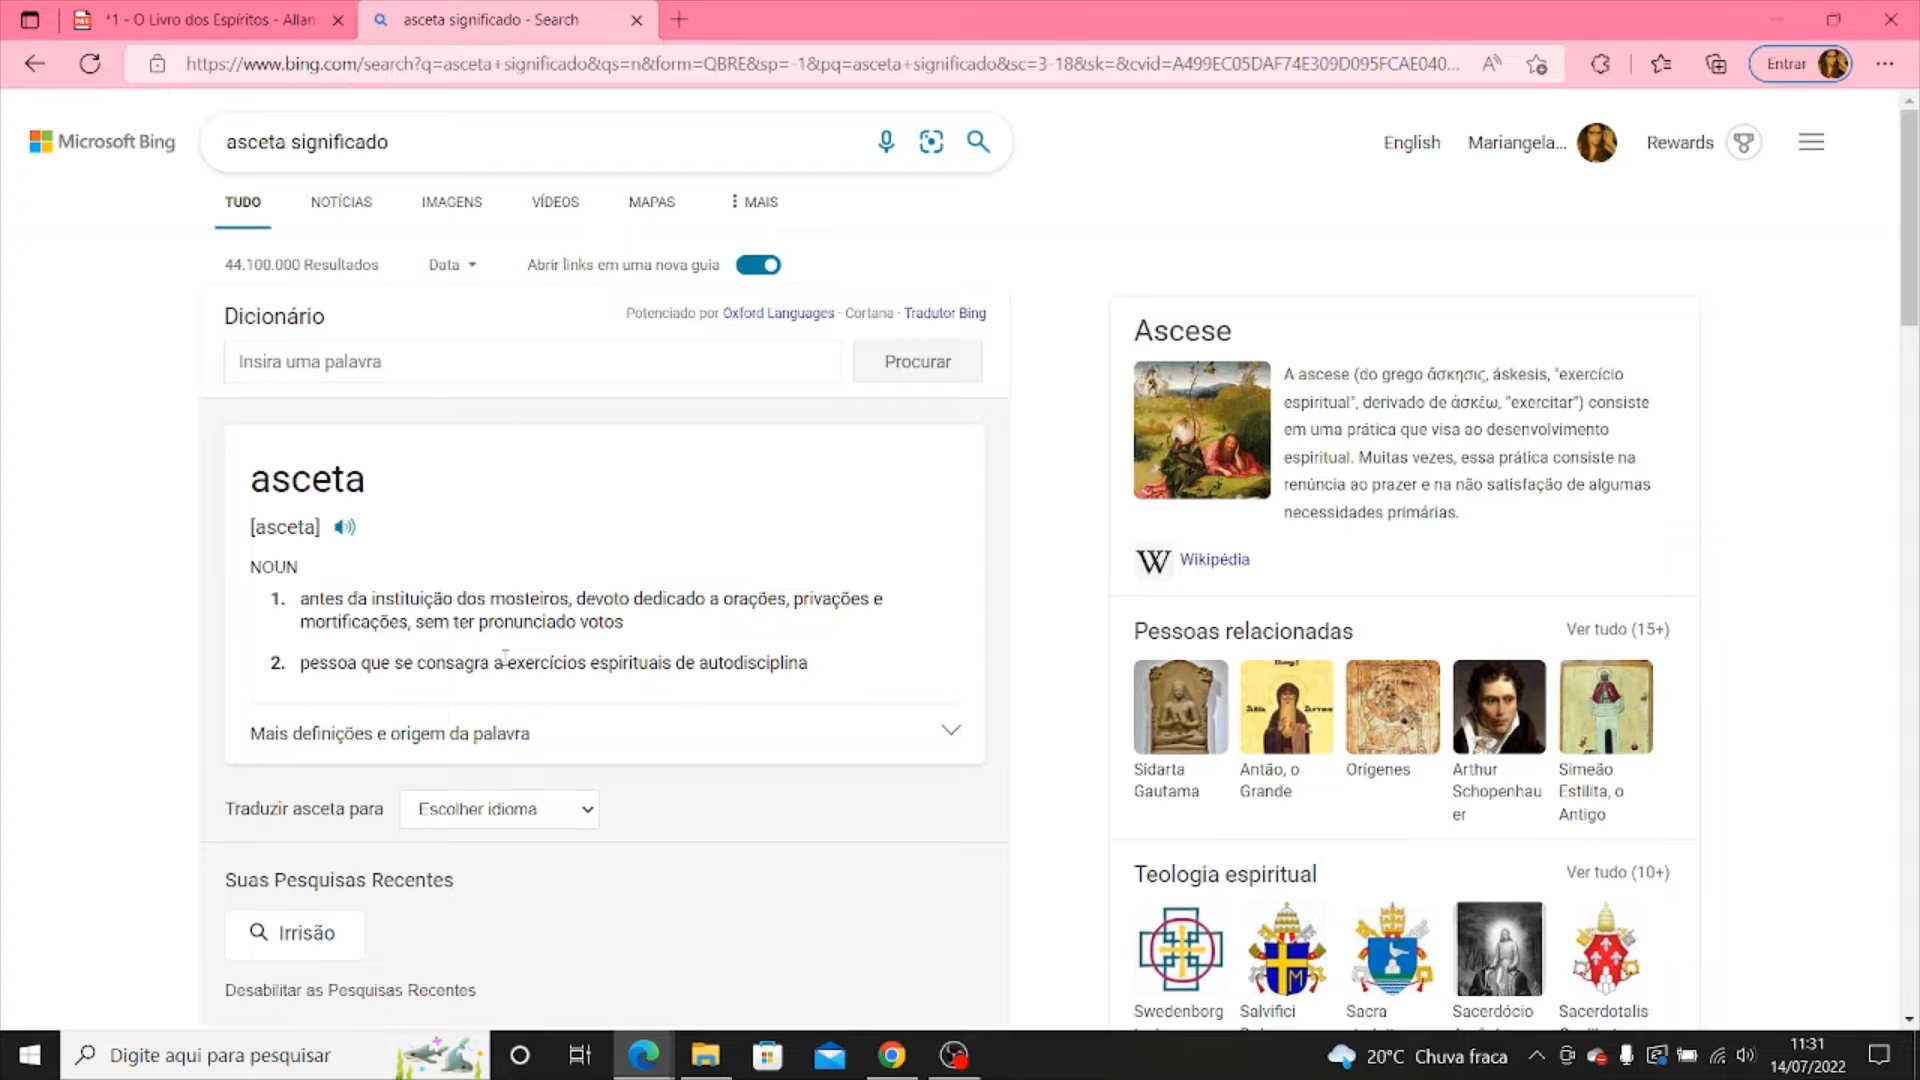 *1 - O Livro dos Espíritos - Allan
asceta significado - Search
https://www.bing.com/search?q=asceta+significado&qs=n&form=QBRE&sp=-1&pq=asceta+significado&sc=3-18&sk=&cvid=A499EC05DAF74E309D095FCAE040...
Entrar
Microsoft Bing
asceta significado
English
Mariangela...
Rewards
TUDO
NOTÍCIAS
IMAGENS
VÍDEOS
MAPAS
MAIS
44.100.000 Resultados
Data
Abrir links em uma nova guia
Dicionário
Potenciado por Oxford Languages · Cortana · Tradutor Bing
Insira uma palavra
Procurar
asceta
[asceta]
NOUN
1. antes da instituição dos mosteiros, devoto dedicado a orações, privações e
mortificações, sem ter pronunciado votos
2. pessoa que se consagra a exercícios espirituais de autodisciplina
Mais definições e origem da palavra
Traduzir asceta para
Escolher idioma
Suas Pesquisas Recentes
Irrisão
Desabilitar as Pesquisas Recentes
Ascese
A ascese (do grego ἄσκησις, áskesis, "exercício
espiritual", derivado de ἀσκέω, "exercitar") consiste
em uma prática que visa ao desenvolvimento
espiritual. Muitas vezes, essa prática consiste na
renúncia ao prazer e na não satisfação de algumas
necessidades primárias.
W Wikipédia
Pessoas relacionadas
Ver tudo (15+)
Sidarta
Gautama
Antão, o
Grande
Orígenes
Arthur
Schopenhau
er
Simeão
Estilita, o
Antigo
Teologia espiritual
Ver tudo (10+)
Swedenborg
Salvifici
Sacra
Sacerdócio
Sacerdotalis
Digite aqui para pesquisar
20°C Chuva fraca
11:31
14/07/2022